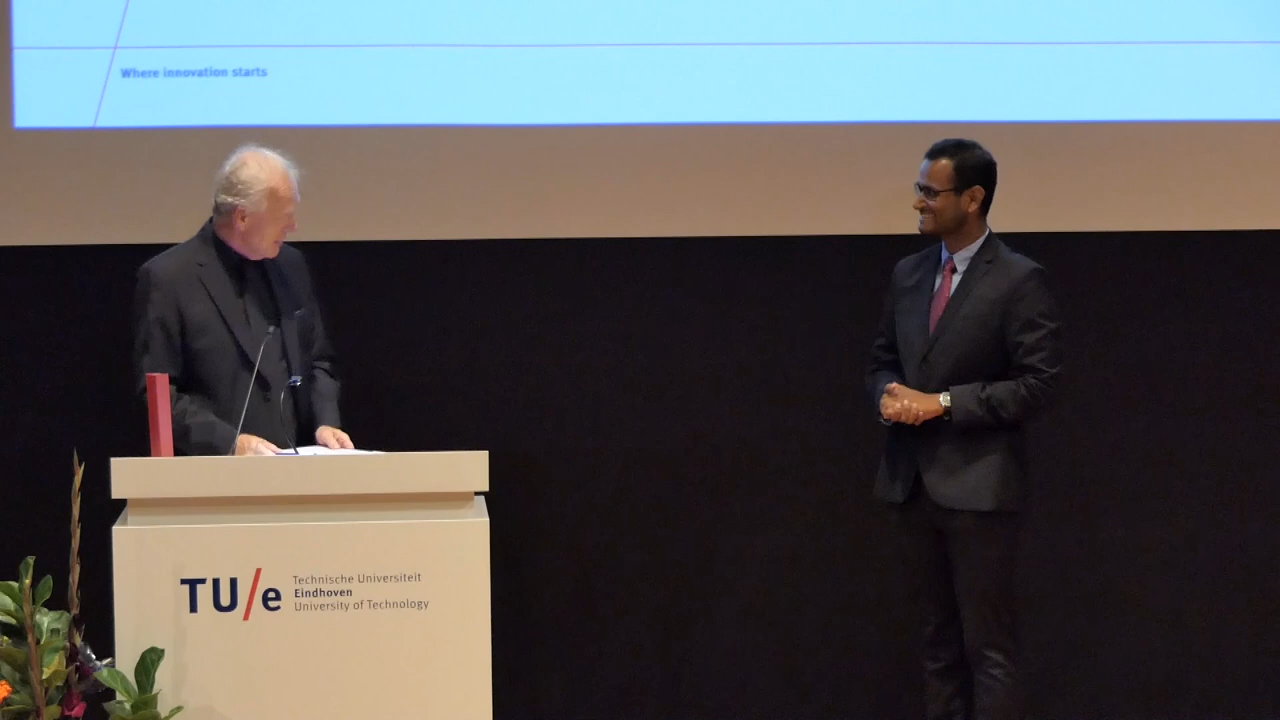 Where innovation starts
TU/e
Technische Universiteit
Eindhoven
University of Technology